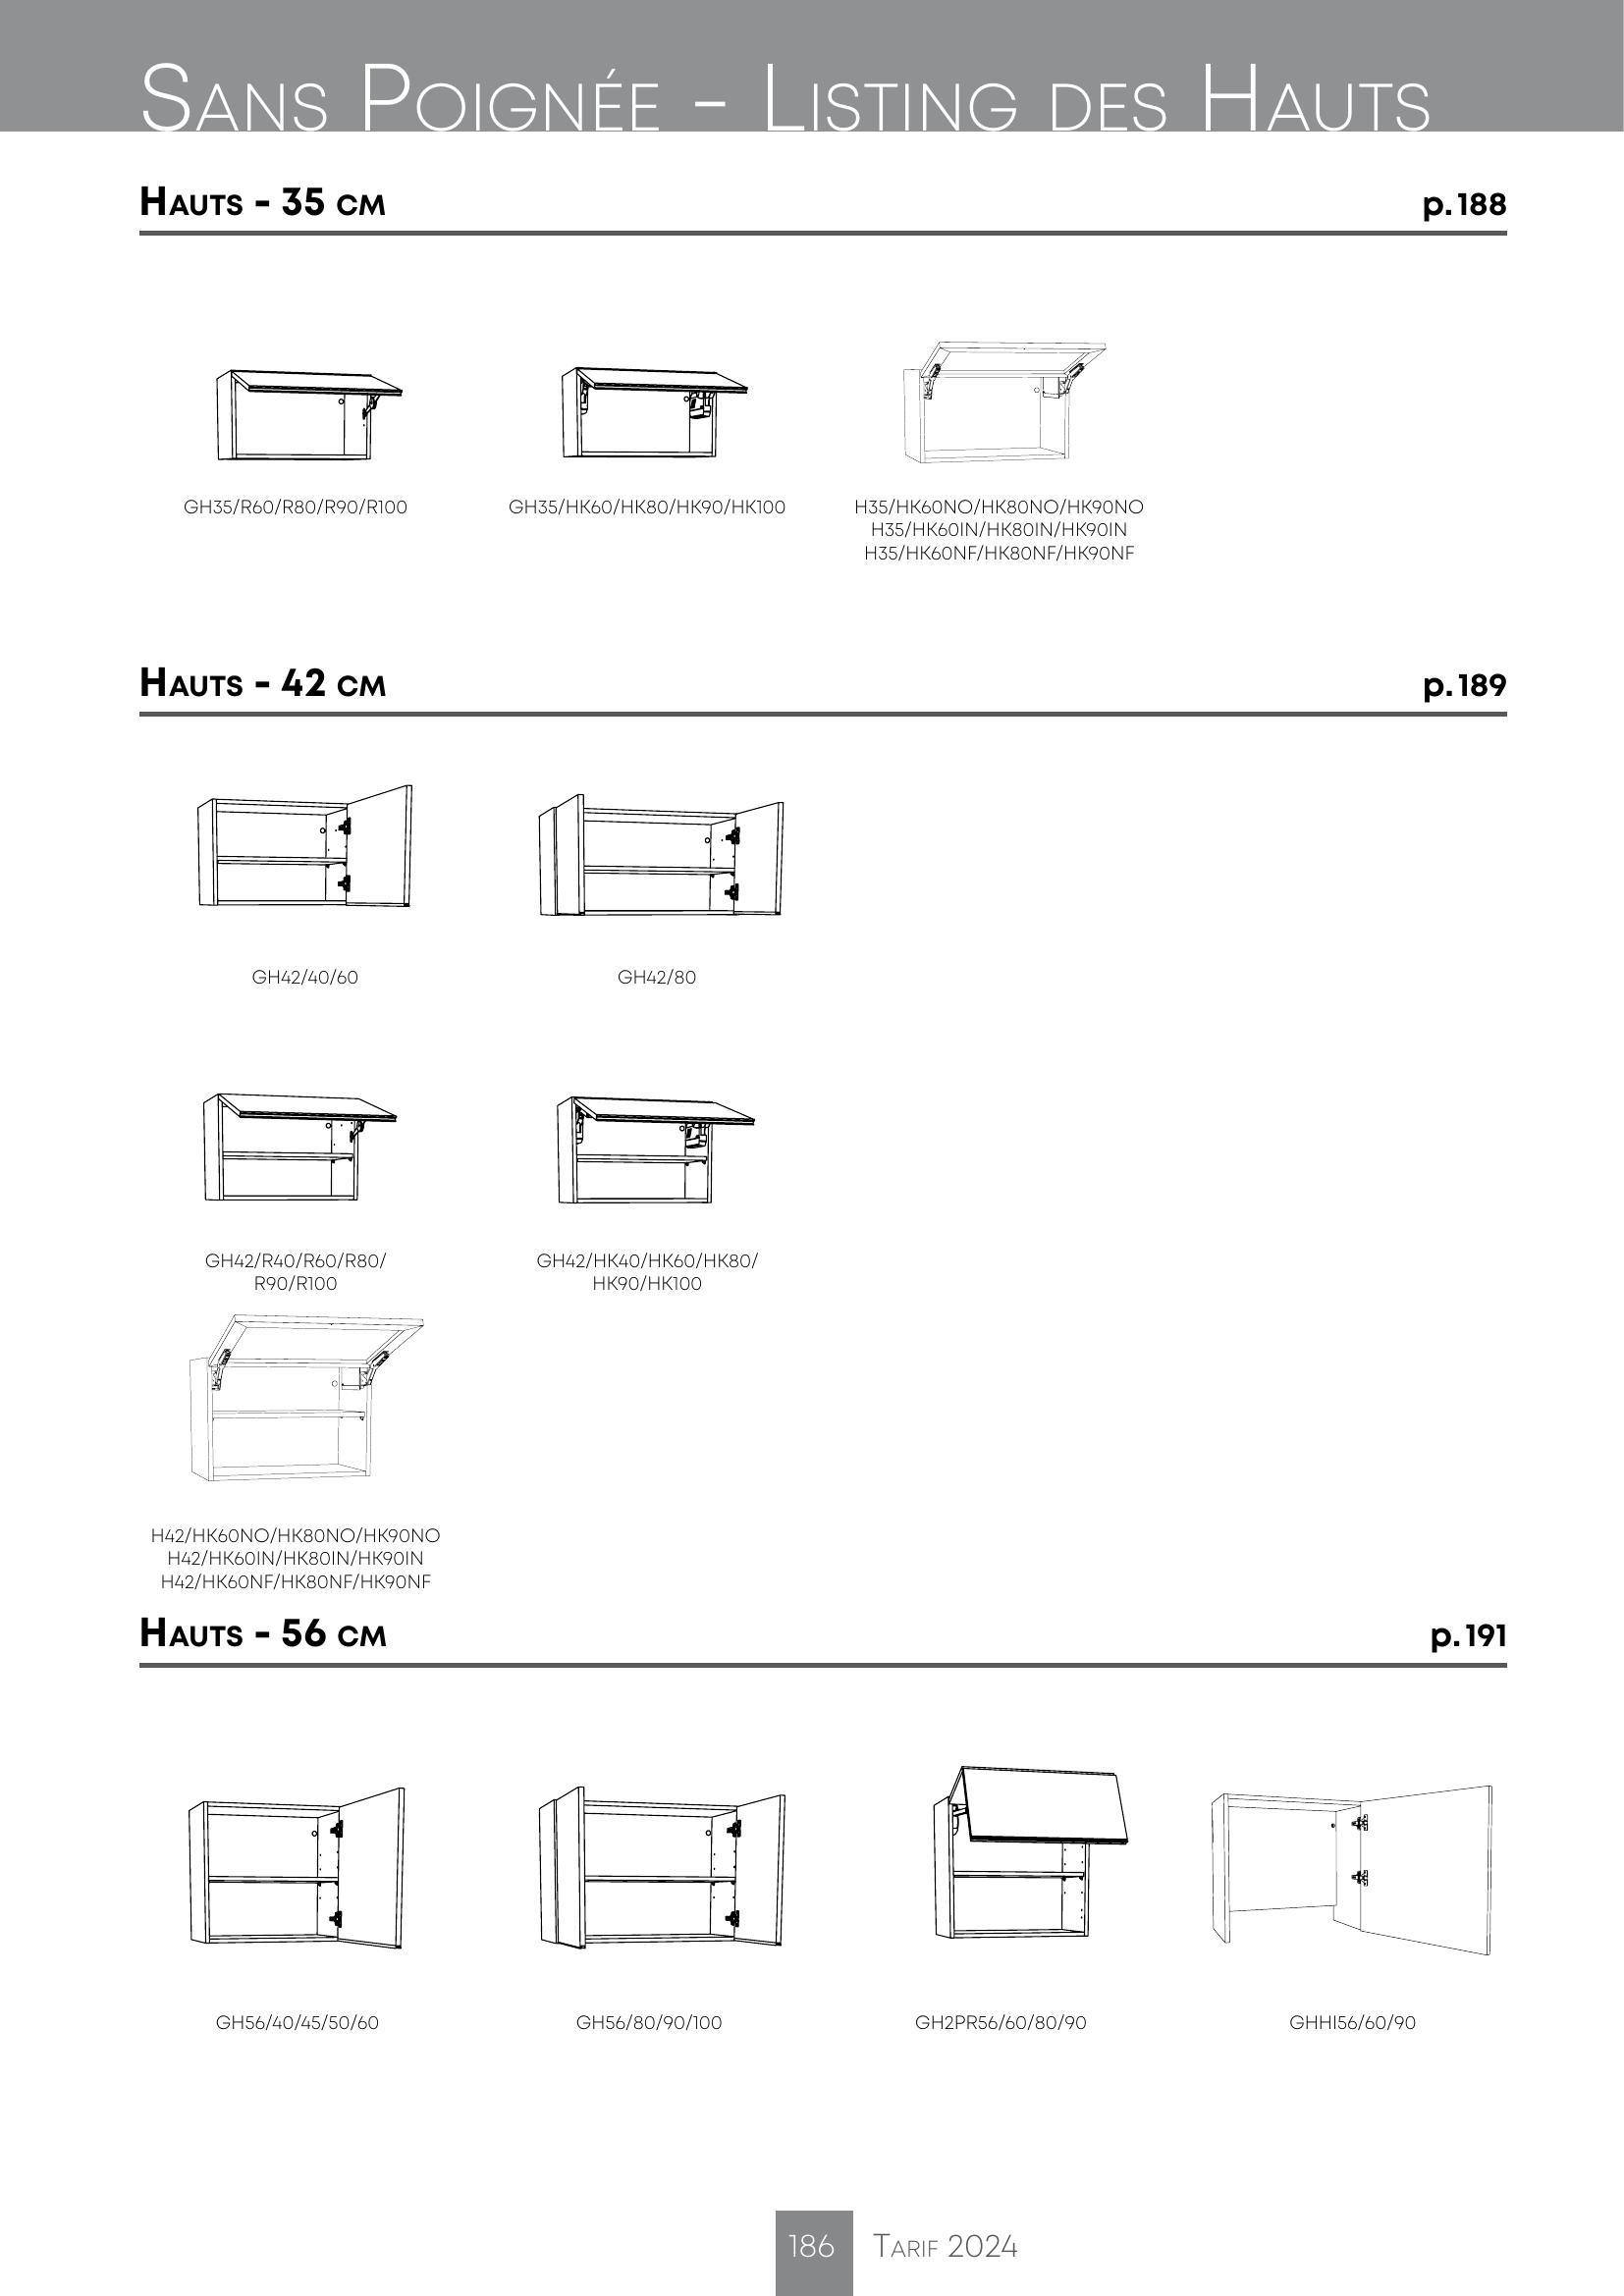 Sans Poignée - Listing des Hauts
Hauts - 35 cm
p.188
GH35/R60/R80/R90/R100
GH35/HK60/HK80/HK90/HK100
H35/HK60NO/HK80NO/HK90NO
H35/HK60IN/HK80IN/HK90IN
H35/HK60NF/HK80NF/HK90NF
Hauts - 42 cm
p.189
GH42/40/60
GH42/80
GH42/R40/R60/R80/
R90/R100
GH42/HK40/HK60/HK80/
HK90/HK100
H42/HK60NO/HK80NO/HK90NO
H42/HK60IN/HK80IN/HK90IN
H42/HK60NF/HK80NF/HK90NF
Hauts - 56 cm
p.191
GH56/40/45/50/60
GH56/80/90/100
GH2PR56/60/80/90
GHHI56/60/90
186
Tarif 2024